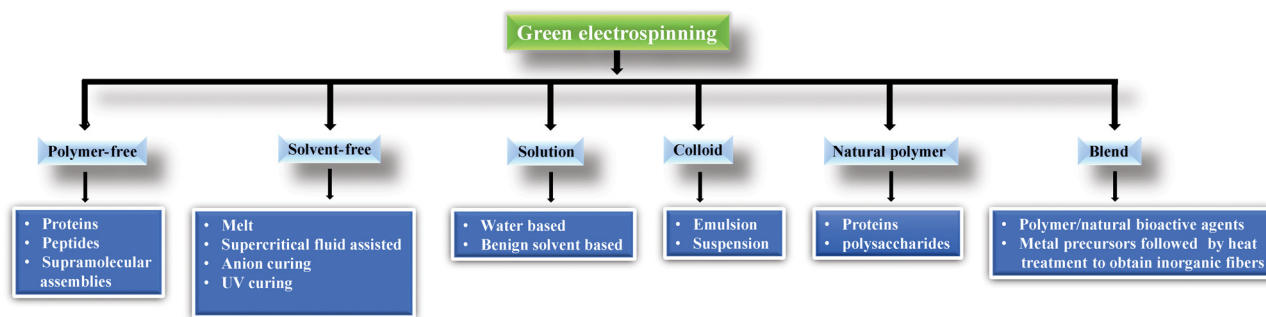 Green electrospinning
Polymer-free
Solvent-free
Solution
Colloid
Natural polymer
Blend
• Proteins
• Peptides
• Supramolecular
assemblies
• Melt
• Supercritical fluid assisted
• Anion curing
• UV curing
• Water based
• Benign solvent based
• Emulsion
• Suspension
• Proteins
• polysaccharides
• Polymer/natural bioactive agents
• Metal precursors followed by heat
treatment to obtain inorganic fibers